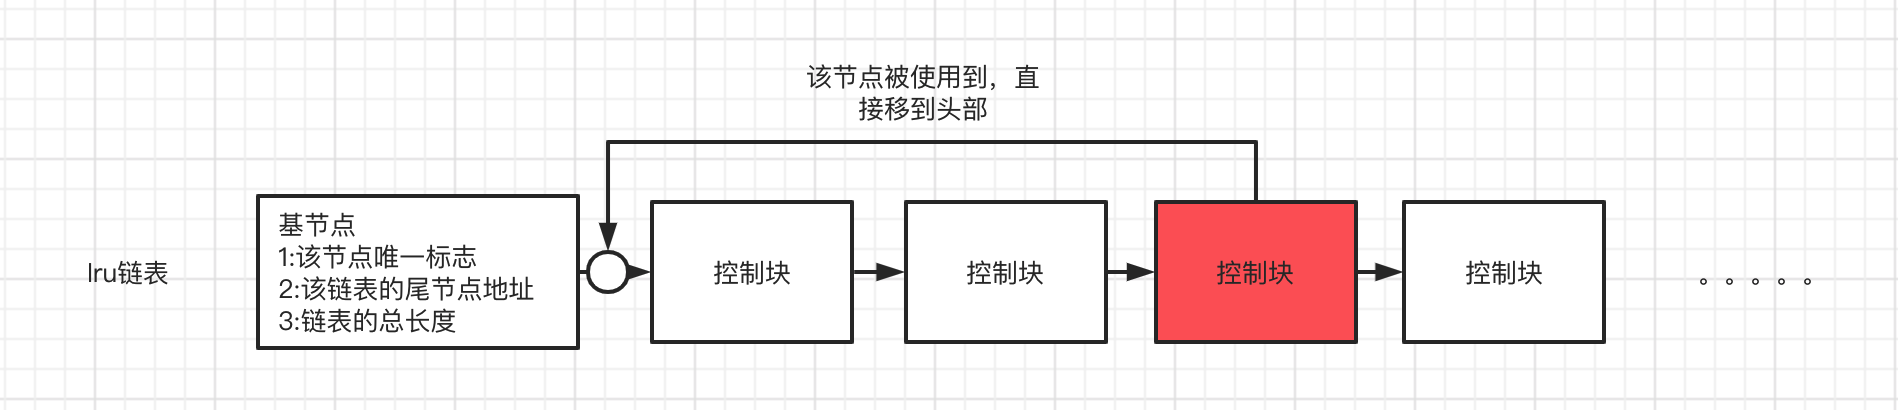 该节点被使用到，直
接移到头部
基节点
1:该节点唯一标志
2:该链表的尾节点地址
3:链表的总长度
lru链表
控制块
控制块
控制块
控制块
。。。。。